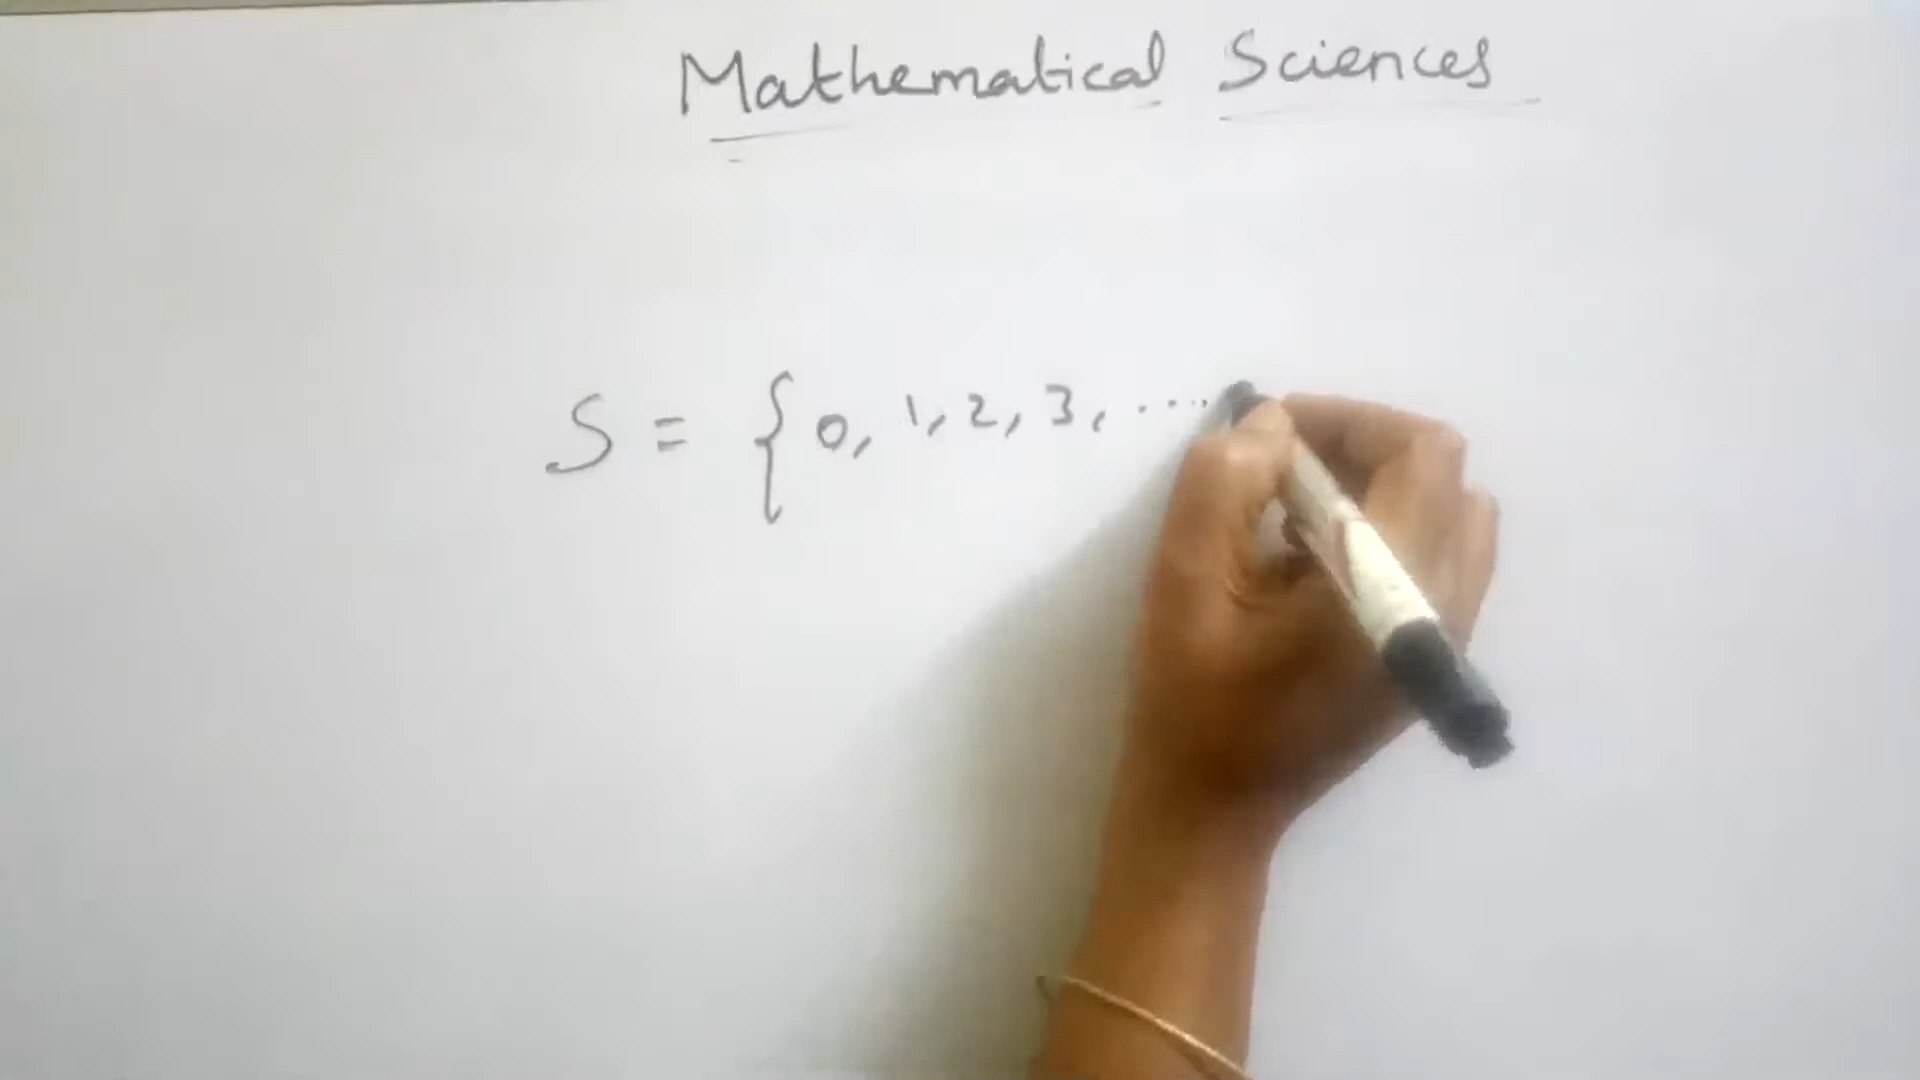 Mathematical Sciences
S = { 0, 1, 2, 3, .....